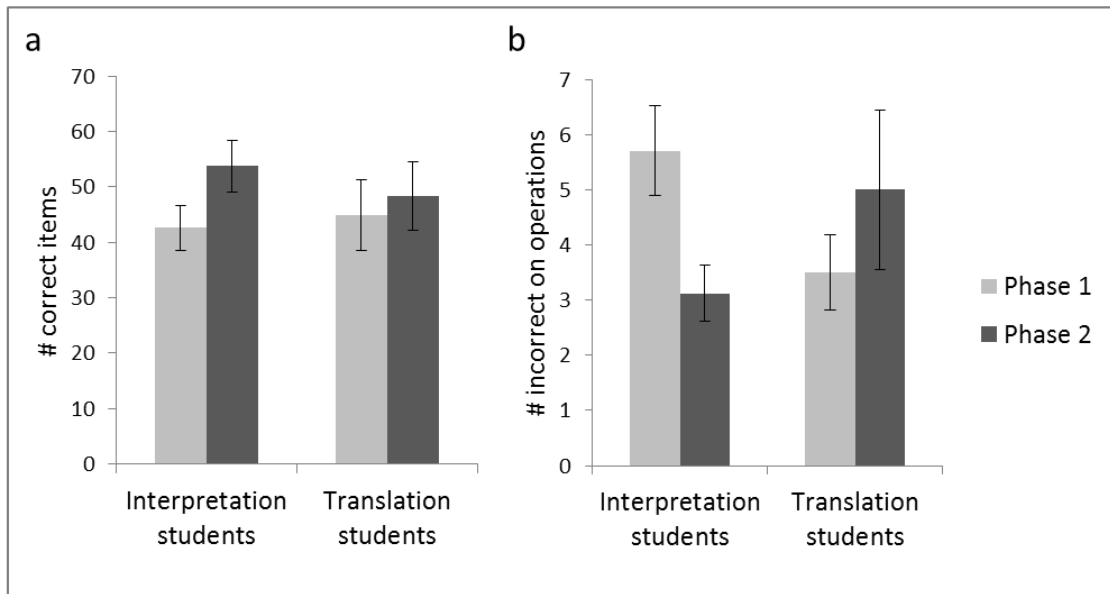 a
# correct items
70
60
50
40
30
20
10
0
Interpretation
students
Translation
students
b
# incorrect on operations
7
6
5
4
3
2
1
0
Interpretation
students
Translation
students
Phase 1
Phase 2